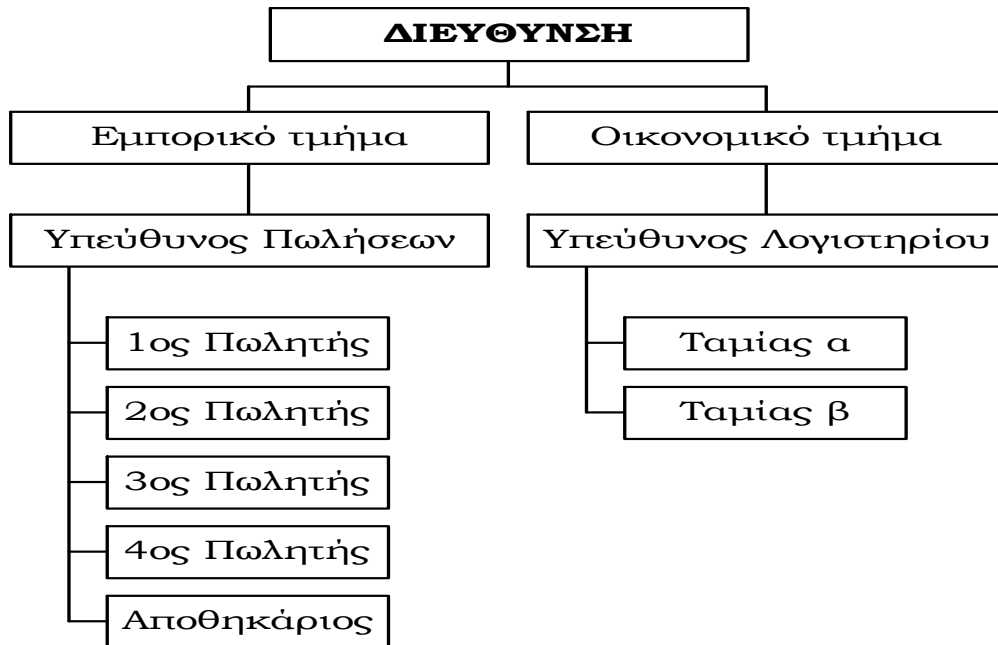 ΔΙΕΥΘΥΝΣΗ
Εμπορικό τμήμα
Οικονομικό τμήμα
Υπεύθυνος Πωλήσεων
Υπεύθυνος Λογιστηρίου
1ος Πωλητής
Ταμίας α
2ος Πωλητής
Ταμίας β
3ος Πωλητής
4ος Πωλητής
Αποθηκάριος